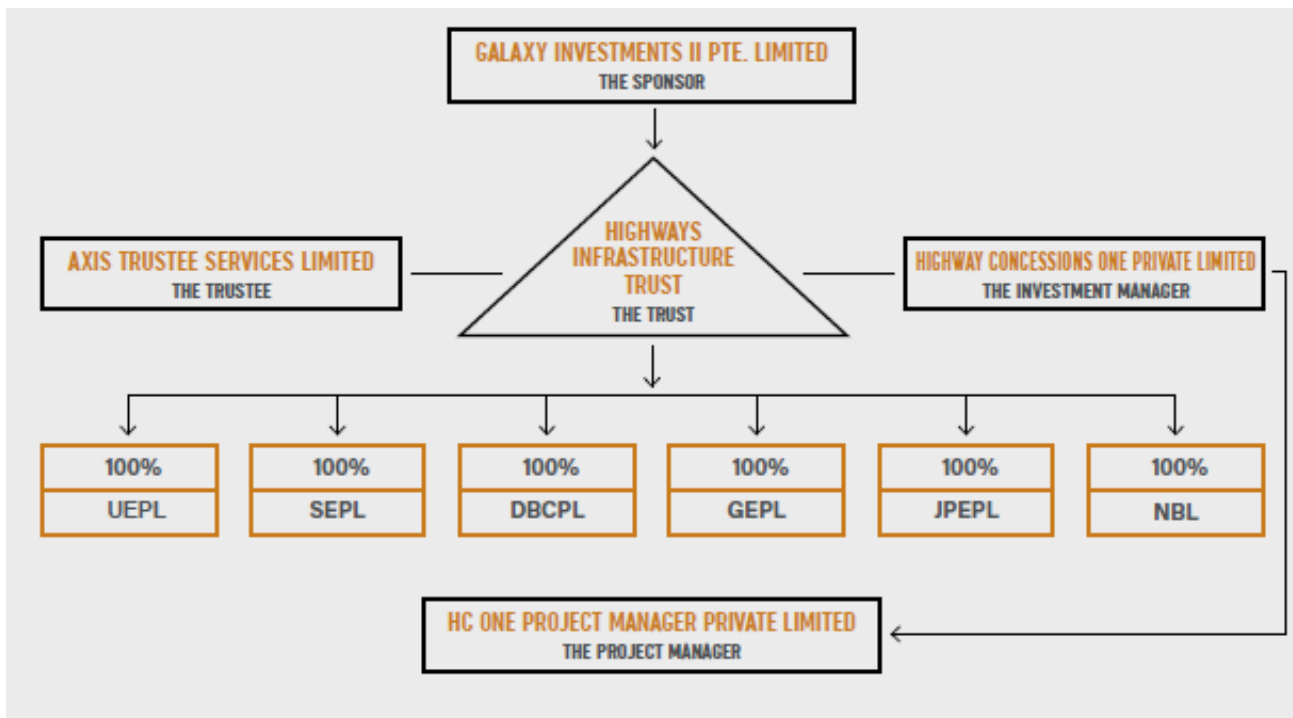 GALAXY INVESTMENTS II PTE. LIMITED
THE SPONSOR
HIGHWAYS
INFRASTRUCTURE
TRUST
THE TRUST
AXIS TRUSTEE SERVICES LIMITED
THE TRUSTEE
HIGHWAY CONCESSIONS ONE PRIVATE LIMITED
THE INVESTMENT MANAGER
100%
UEPL
100%
SEPL
100%
DBCPL
100%
GEPL
100%
JPEPL
100%
NBL
HC ONE PROJECT MANAGER PRIVATE LIMITED
THE PROJECT MANAGER